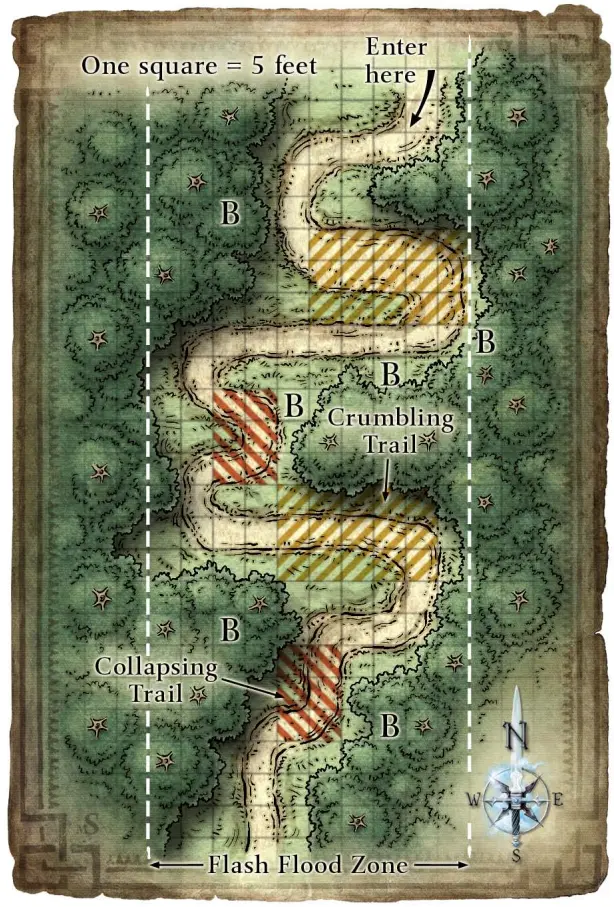 One square = 5 feet
Enter
here
B
B
B
B
Crumbling
Trail
B
Collapsing
Trail
B
N
W
E
S
S
Flash Flood Zone